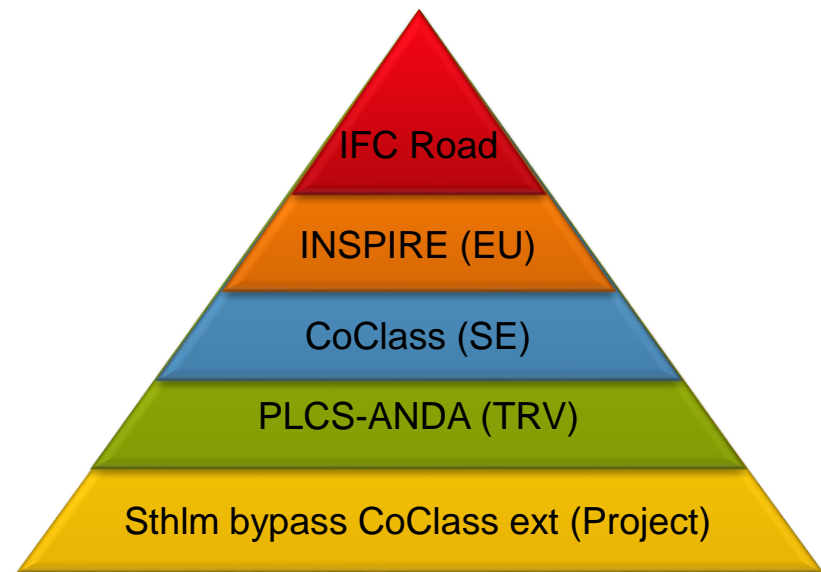 IFC Road
INSPIRE (EU)
CoClass (SE)
PLCS-ANDA (TRV)
Sthlm bypass CoClass ext (Project)